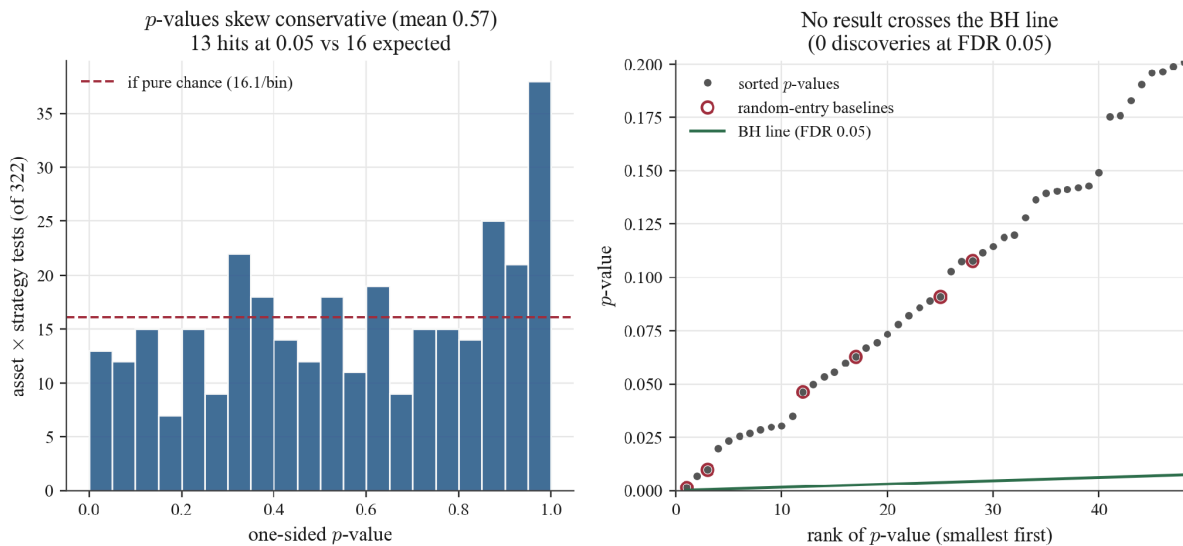 p-values skew conservative (mean 0.57)
13 hits at 0.05 vs 16 expected
if pure chance (16.1/bin)
asset × strategy tests (of 322)
35
30
25
20
15
10
5
0
0.0
0.2
0.4
0.6
0.8
1.0
one-sided p-value
No result crosses the BH line
(0 discoveries at FDR 0.05)
sorted p-values
random-entry baselines
BH line (FDR 0.05)
p-value
0.200
0.175
0.150
0.125
0.100
0.075
0.050
0.025
0.000
0
10
20
30
40
rank of p-value (smallest first)